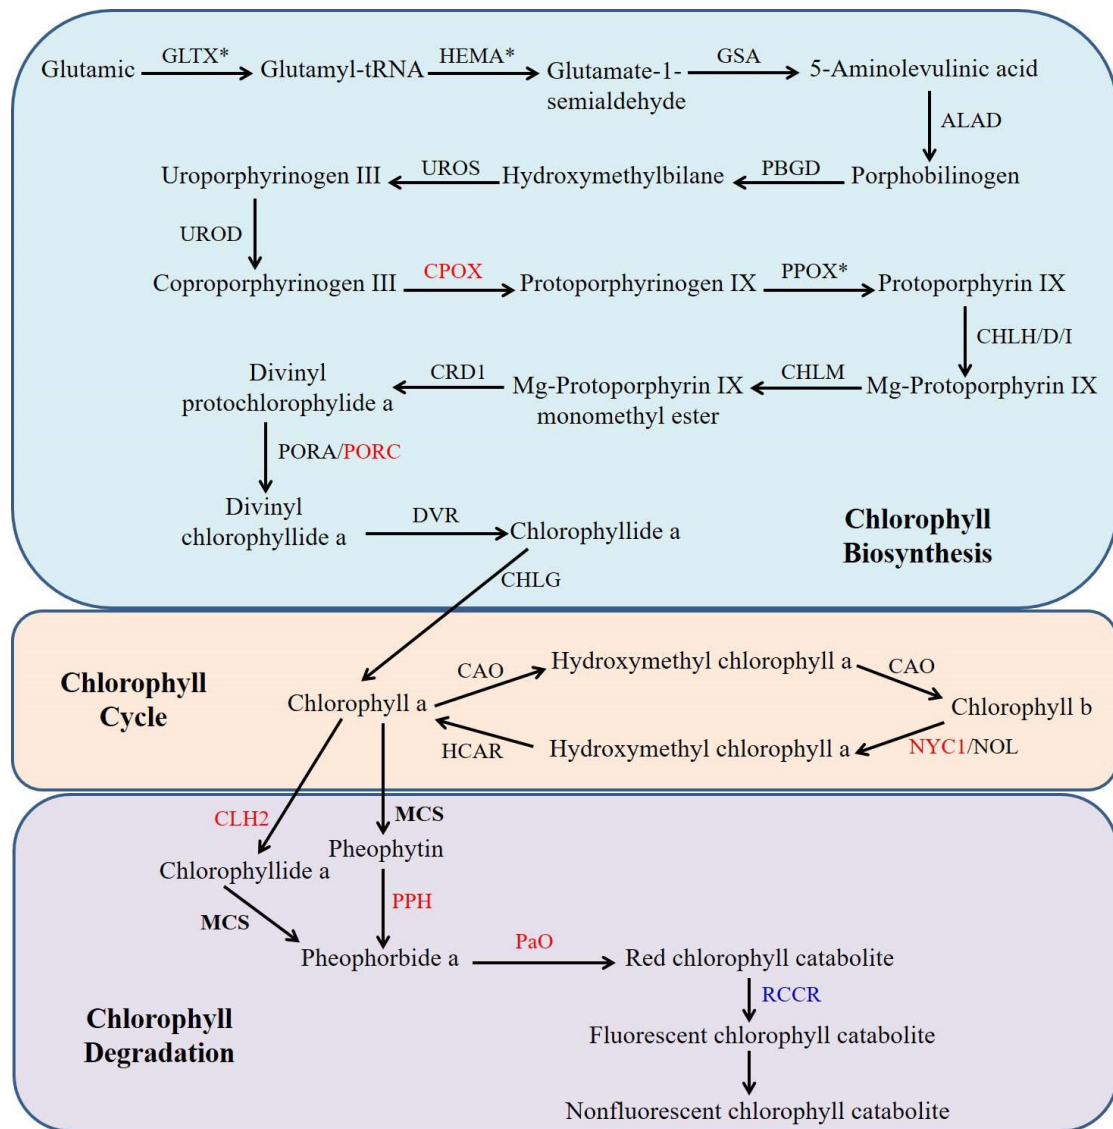 GLTX*
HEMA*
GSA
Glutamic
Glutamyl-tRNA
Glutamate-1-
semialdehyde
5-Aminolevulinic acid
ALAD
Uroporphyrinogen III
UROS
Hydroxymethylbilane
PBGD
Porphobilinogen
UROD
Coproporphyrinogen III
CPOX
Protoporphyrinogen IX
PPOX*
Protoporphyrin IX
CHLH/D/I
Divinyl
protochlorophylide a
CRD1
Mg-Protoporphyrin IX
monomethyl ester
CHLM
Mg-Protoporphyrin IX
PORA/PORC
Divinyl
chlorophyllide a
DVR
Chlorophyllide a
Chlorophyll
Biosynthesis
CHLG
Chlorophyll
Cycle
Chlorophyll a
CAO
Hydroxymethyl chlorophyll a
CAO
Chlorophyll b
HCAR
Hydroxymethyl chlorophyll a
NYC1/NOL
CLH2
MCS
Pheophytin
Chlorophyllide a
MCS
PPH
Pheophorbide a
PaO
Red chlorophyll catabolite
RCCR
Fluorescent chlorophyll catabolite
Nonfluorescent chlorophyll catabolite
Chlorophyll
Degradation